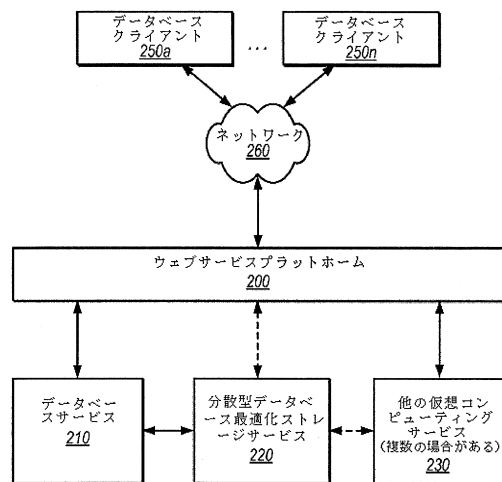 データベース
クライアント
250a
...
データベース
クライアント
250n
ネットワーク
260
ウェブサービスプラットホーム
200
データベー
スサービス
210
分散型データベ
ース最適化ストレ
ージサービス
220
他の仮想コン
ピューティング
サービス
(複数の場合がある)
230